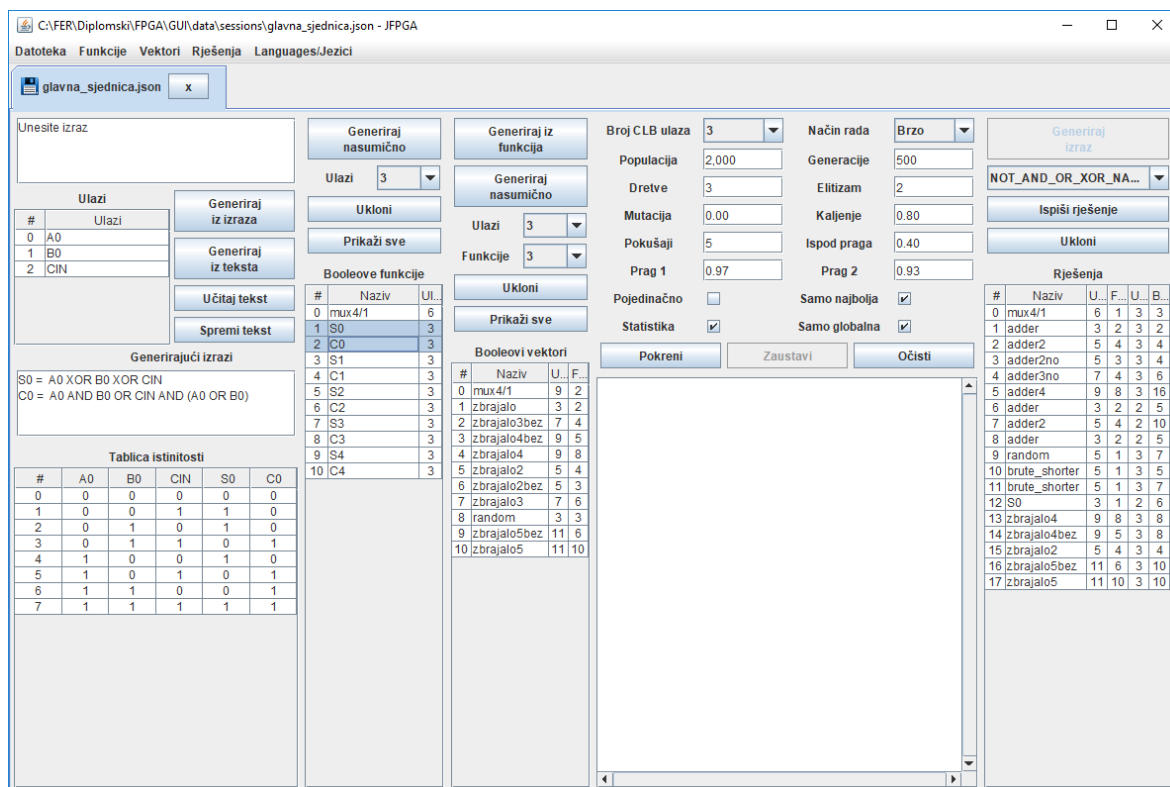 C:\FER\Diplomski\FPGA\GUI\data\sessions\glavna_sjednica.json - JFPGA
Datoteka Funkcije Vektori Rješenja Languages/Jezici
glavna_sjednica.json x
Unesite izraz
Ulazi
# Ulazi
0 A0
1 B0
2 CIN
Generiraj
iz izraza
Generiraj
iz teksta
Učitaj tekst
Spremi tekst
Generirajući izrazi
S0 = A0 XOR B0 XOR CIN
C0 = A0 AND B0 OR CIN AND (A0 OR B0)
Tablica istinitosti
# A0 B0 CIN S0 C0
0 0 0 0 0 0
1 0 0 1 1 0
2 0 1 0 1 0
3 0 1 1 0 1
4 1 0 0 1 0
5 1 0 1 0 1
6 1 1 0 0 1
7 1 1 1 1 1
Generiraj
nasumično
Ulazi 3
Ukloni
Prikaži sve
Booleove funkcije
# Naziv Ul...
0 mux4/1 6
1 S0 3
2 C0 3
3 S1 3
4 C1 3
5 S2 3
6 C2 3
7 S3 3
8 C3 3
9 S4 3
10 C4 3
Generiraj iz
funkcija
Generiraj
nasumično
Ulazi 3
Funkcije 3
Ukloni
Prikaži sve
Booleovi vektori
# Naziv U... F...
0 mux4/1 9 2
1 zbrajalo 3 2
2 zbrajalo3bez 7 4
3 zbrajalo4bez 9 5
4 zbrajalo4 9 8
5 zbrajalo2 5 4
6 zbrajalo2bez 5 3
7 zbrajalo3 7 6
8 random 3 3
9 zbrajalo5bez 11 6
10 zbrajalo5 11 10
Broj CLB ulaza 3 Način rada Brzo
Populacija 2,000 Generacije 500
Dretve 3 Elitizam 2
Mutacija 0.00 Kaljenje 0.80
Pokušaji 5 Ispod praga 0.40
Prag 1 0.97 Prag 2 0.93
Pojedinačno Samo najbolja
Statistika Samo globalna
Pokreni Zaustavi Očisti
Generiraj
izraz
NOT_AND_OR_XOR_NA...
Ispiši rješenje
Ukloni
Rješenja
# Naziv U... F... U... B...
0 mux4/1 6 1 3 3
1 adder 3 2 3 2
2 adder2 5 4 3 4
3 adder2no 5 3 3 4
4 adder3no 7 4 3 6
5 adder4 9 8 3 16
6 adder 3 2 2 5
7 adder2 5 4 2 10
8 adder 3 2 2 5
9 random 5 1 3 7
10 brute_shorter 5 1 3 5
11 brute_shorter 5 1 3 7
12 S0 3 1 2 6
13 zbrajalo4 9 8 3 8
14 zbrajalo4bez 9 5 3 8
15 zbrajalo2 5 4 3 4
16 zbrajalo5bez 11 6 3 10
17 zbrajalo5 11 10 3 10